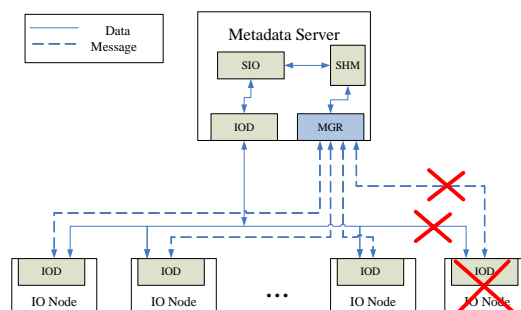 Data
Message
Metadata Server
SIO
SHM
IOD
MGR
IOD
IOD
IOD
IOD
IO Node
IO Node
...
IO Node
IO Node